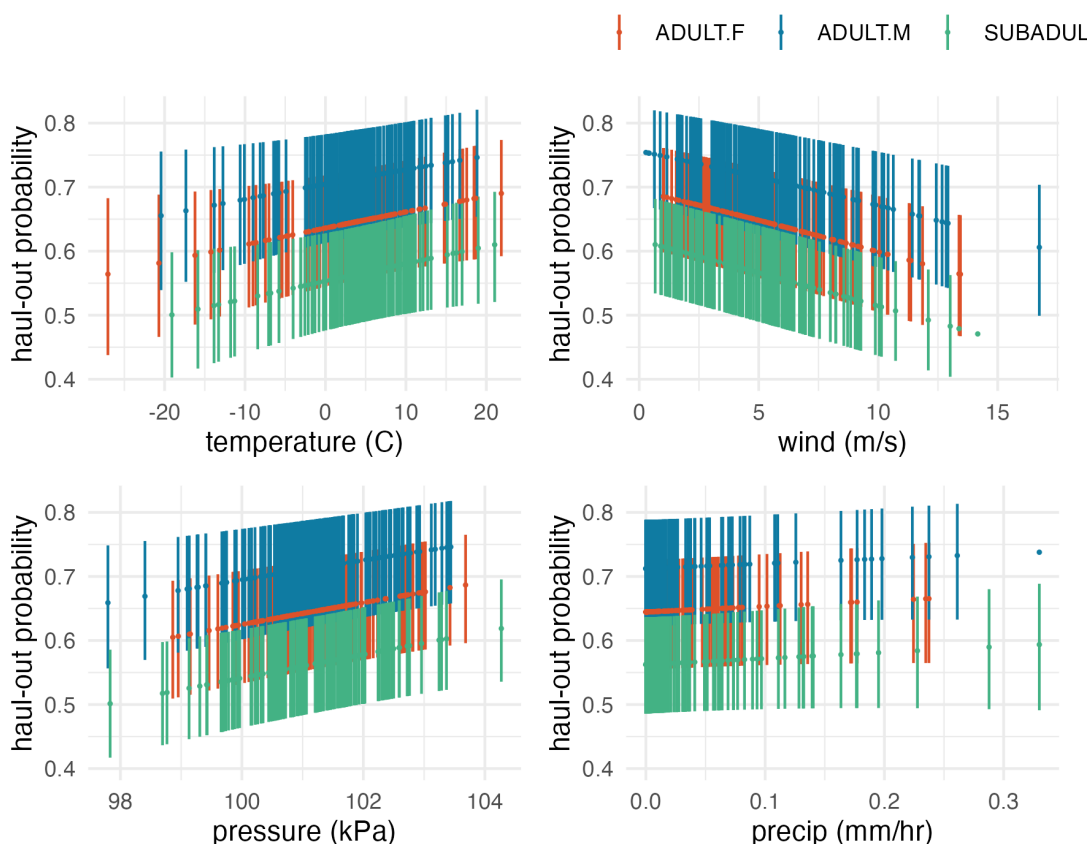 ADULT.F ADULT.M SUBADUL
haul-out probability
0.8
0.7
0.6
0.5
0.4
-20 -10 0 10 20
temperature (C)
haul-out probability
0.8
0.7
0.6
0.5
0.4
0 5 10 15
wind (m/s)
haul-out probability
0.8
0.7
0.6
0.5
0.4
98 100 102 104
pressure (kPa)
haul-out probability
0.8
0.7
0.6
0.5
0.4
0.0 0.1 0.2 0.3
precip (mm/hr)